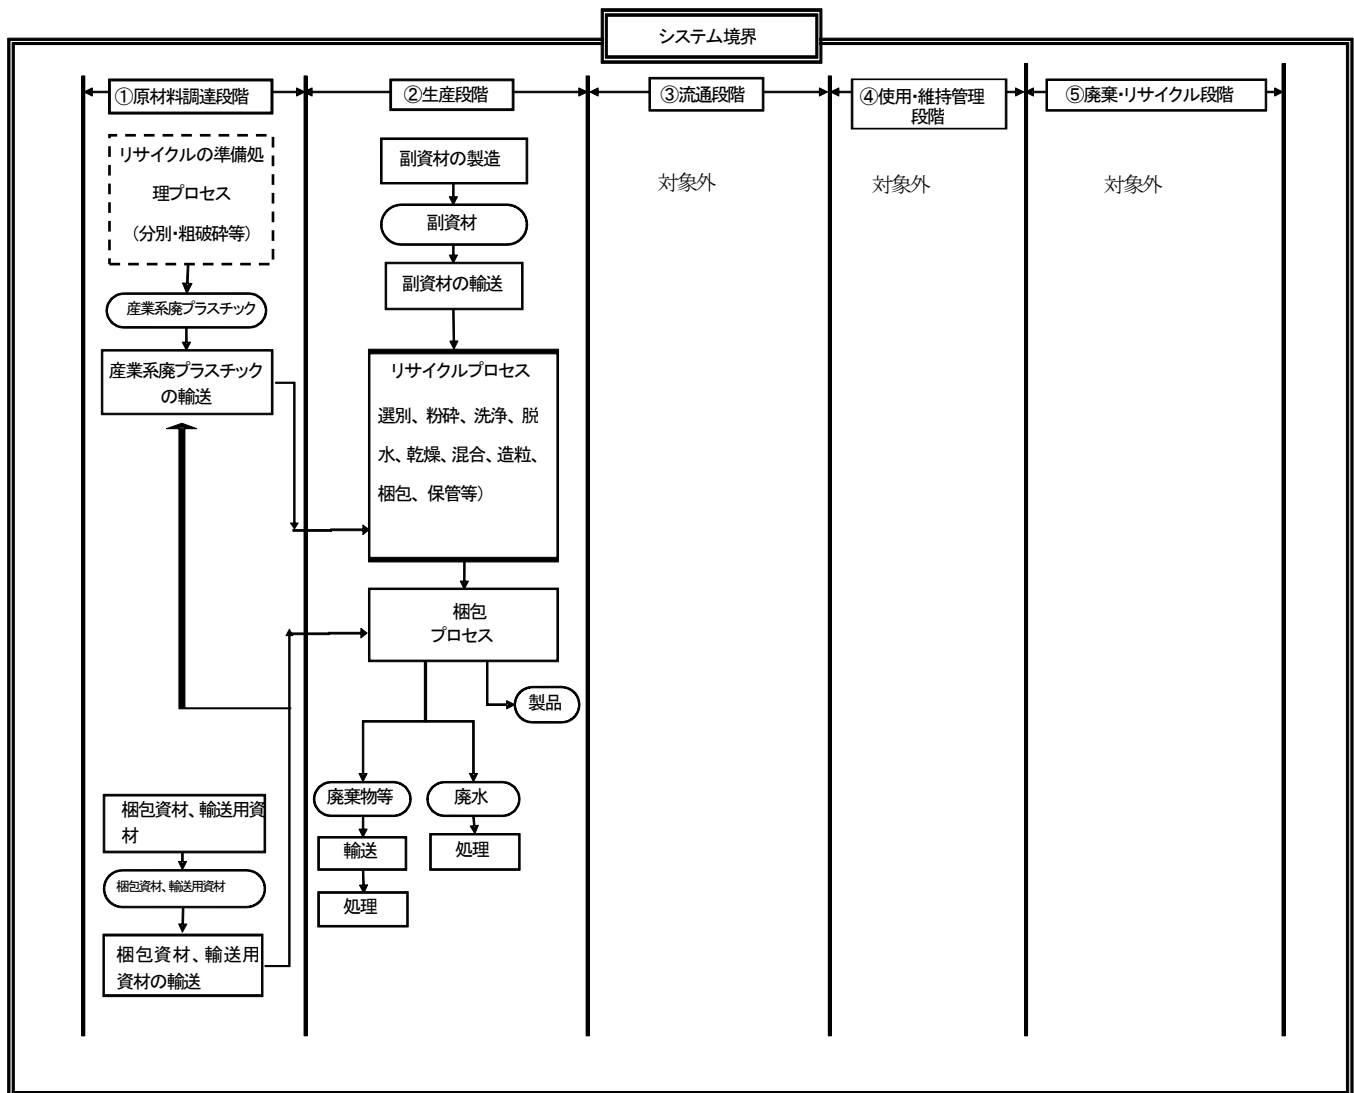 システム境界
①原材料調達段階
②生産段階
③流通段階
④使用・維持管理
段階
⑤廃棄・リサイクル段階
リサイクルの準備処
理プロセス
（分別・粗破砕等）
産業系廃プラスチック
産業系廃プラスチック
の輸送
梱包資材、輸送用資
材
梱包資材、輸送用資材
梱包資材、輸送用
資材の輸送
副資材の製造
副資材
副資材の輸送
リサイクルプロセス
選別、粉砕、洗浄、脱
水、乾燥、混合、造粒、
梱包、保管等）
梱包
プロセス
製品
廃棄物等
輸送
処理
廃水
処理
対象外
対象外
対象外